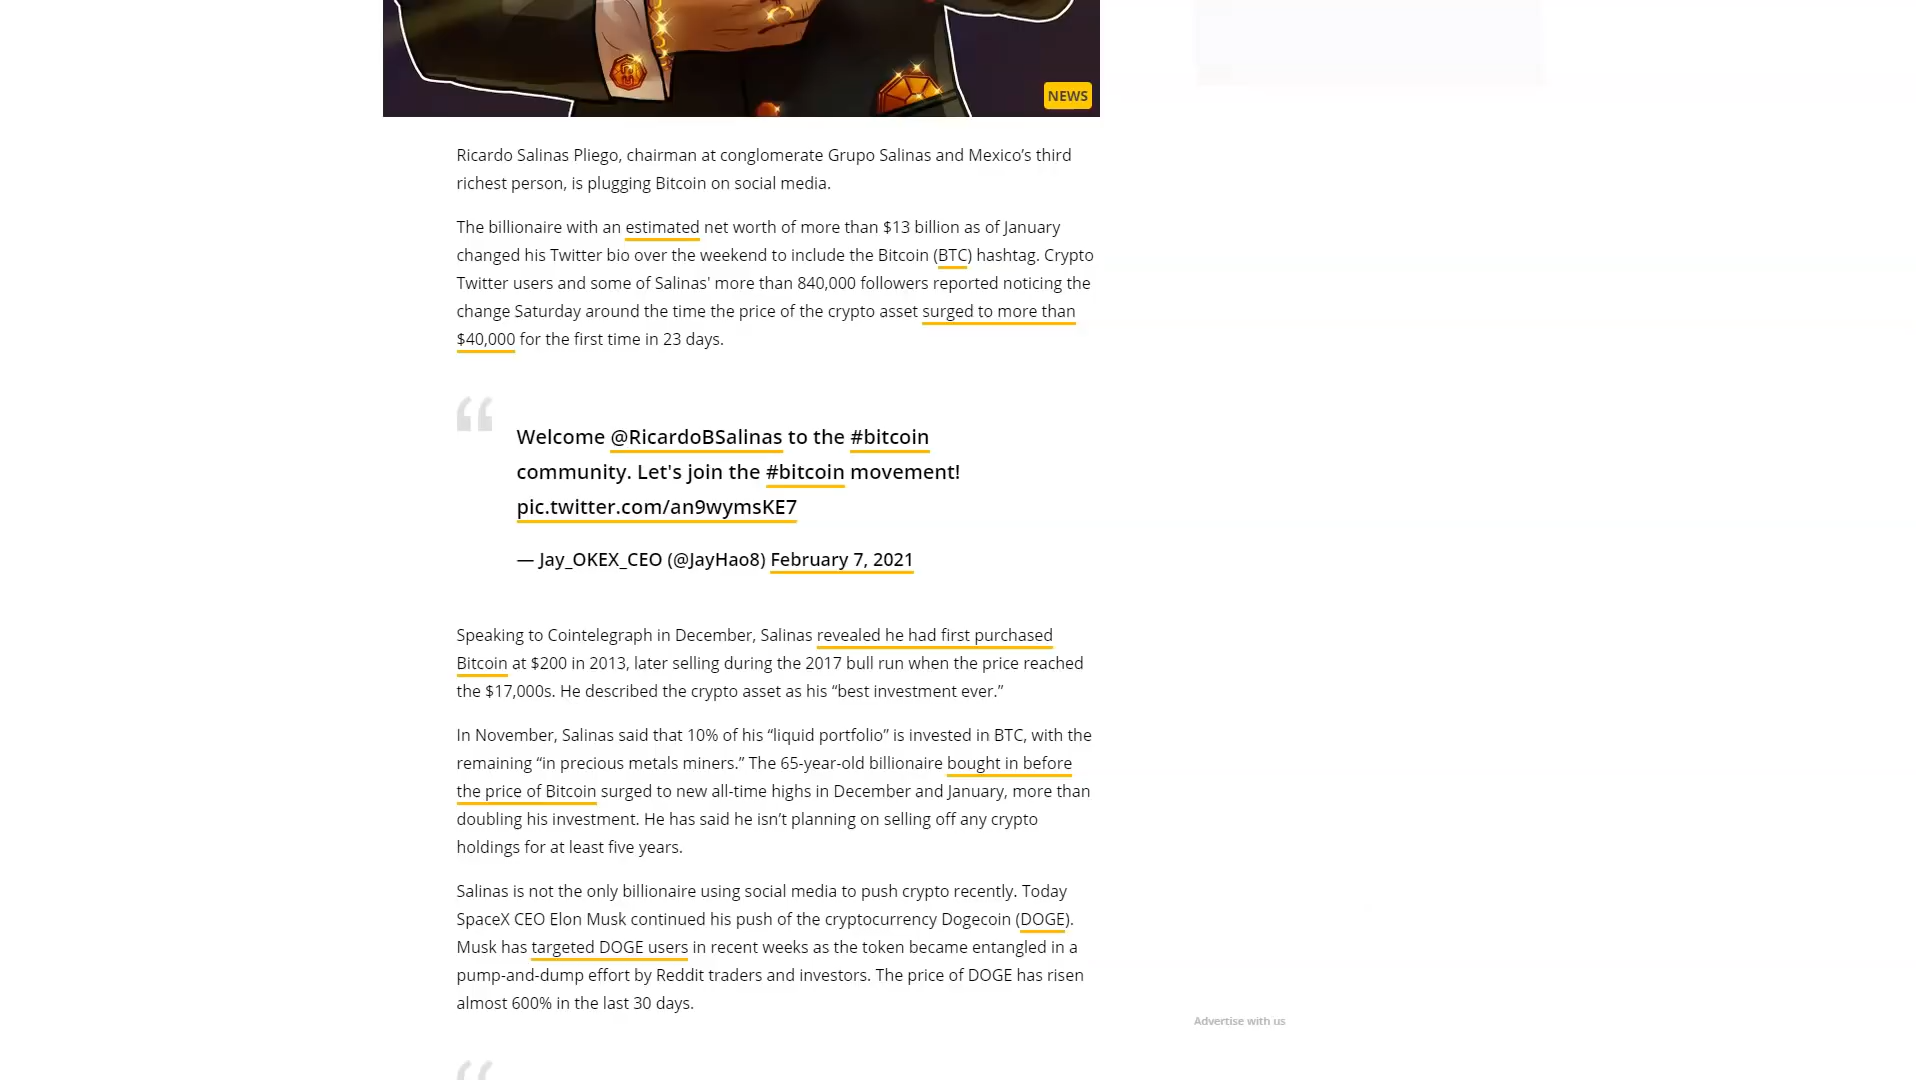 NEWS
Ricardo Salinas Pliego, chairman at conglomerate Grupo Salinas and Mexico’s third
richest person, is plugging Bitcoin on social media.
The billionaire with an estimated net worth of more than $13 billion as of January
changed his Twitter bio over the weekend to include the Bitcoin (BTC) hashtag. Crypto
Twitter users and some of Salinas' more than 840,000 followers reported noticing the
change Saturday around the time the price of the crypto asset surged to more than
$40,000 for the first time in 23 days.
Welcome @RicardoBSalinas to the #bitcoin
community. Let's join the #bitcoin movement!
pic.twitter.com/an9wymsKE7
— Jay_OKEX_CEO (@JayHao8) February 7, 2021
Speaking to Cointelegraph in December, Salinas revealed he had first purchased
Bitcoin at $200 in 2013, later selling during the 2017 bull run when the price reached
the $17,000s. He described the crypto asset as his “best investment ever.”
In November, Salinas said that 10% of his “liquid portfolio” is invested in BTC, with the
remaining “in precious metals miners.” The 65-year-old billionaire bought in before
the price of Bitcoin surged to new all-time highs in December and January, more than
doubling his investment. He has said he isn’t planning on selling off any crypto
holdings for at least five years.
Salinas is not the only billionaire using social media to push crypto recently. Today
SpaceX CEO Elon Musk continued his push of the cryptocurrency Dogecoin (DOGE).
Musk has targeted DOGE users in recent weeks as the token became entangled in a
pump-and-dump effort by Reddit traders and investors. The price of DOGE has risen
almost 600% in the last 30 days.
Advertise with us